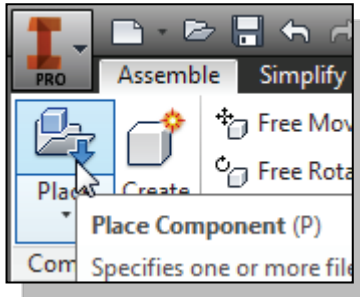 PRO
Assemble Simplify
Free Mov
Free Rota
Plac Create
Place Component (P)
Com Specifies one or more file